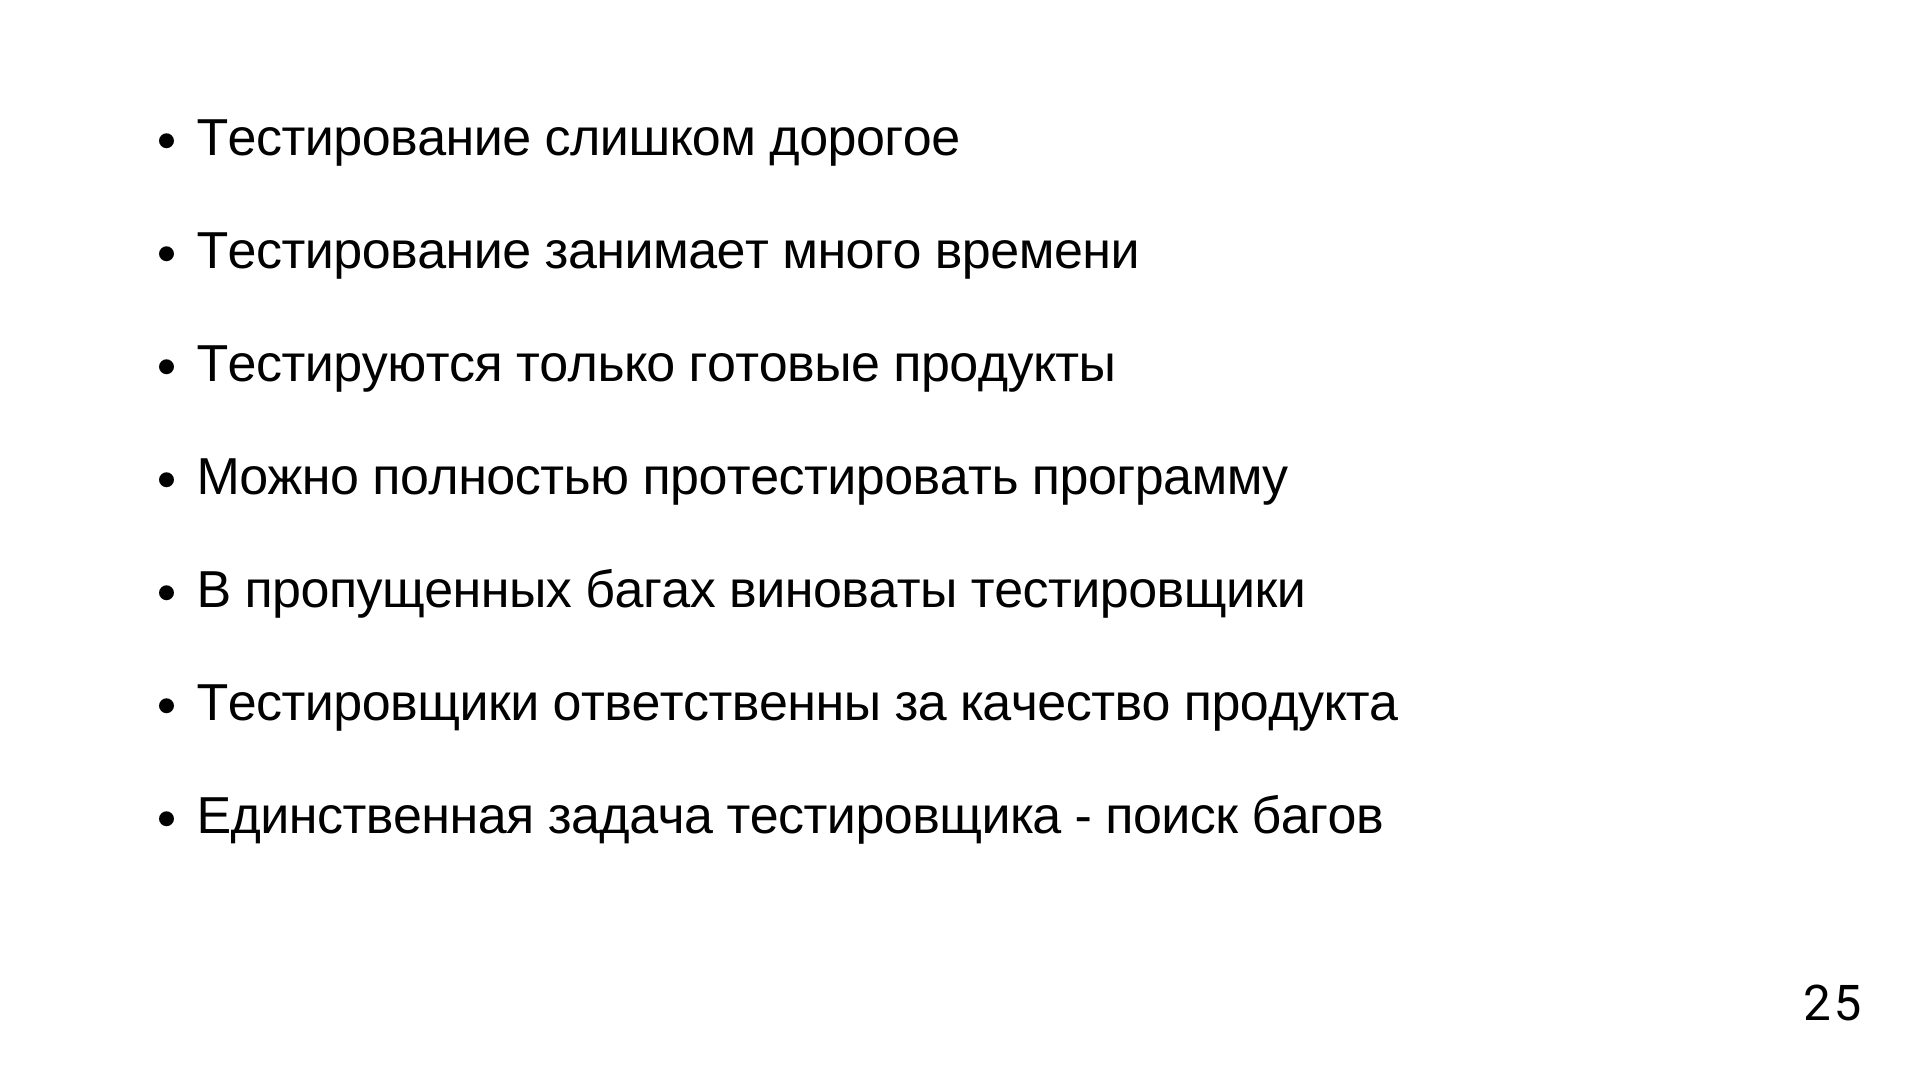 • Тестирование слишком дорогое
• Тестирование занимает много времени
• Тестируются только готовые продукты
• Можно полностью протестировать программу
• В пропущенных багах виноваты тестировщики
• Тестировщики ответственны за качество продукта
• Единственная задача тестировщика - поиск багов
25